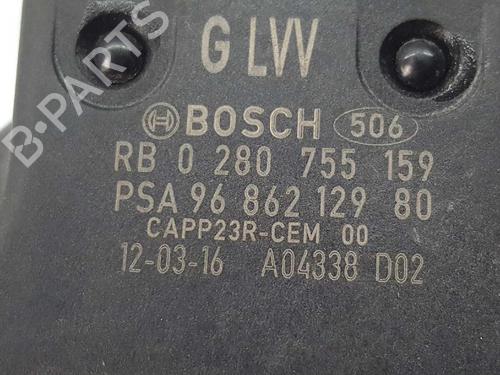 G LVV
B-PARTS
BOSCH 506
RB 0 280 755 159
PSA 96 862 129 80
CAPP23R-CEM 00
12-03-16 A04338 D02